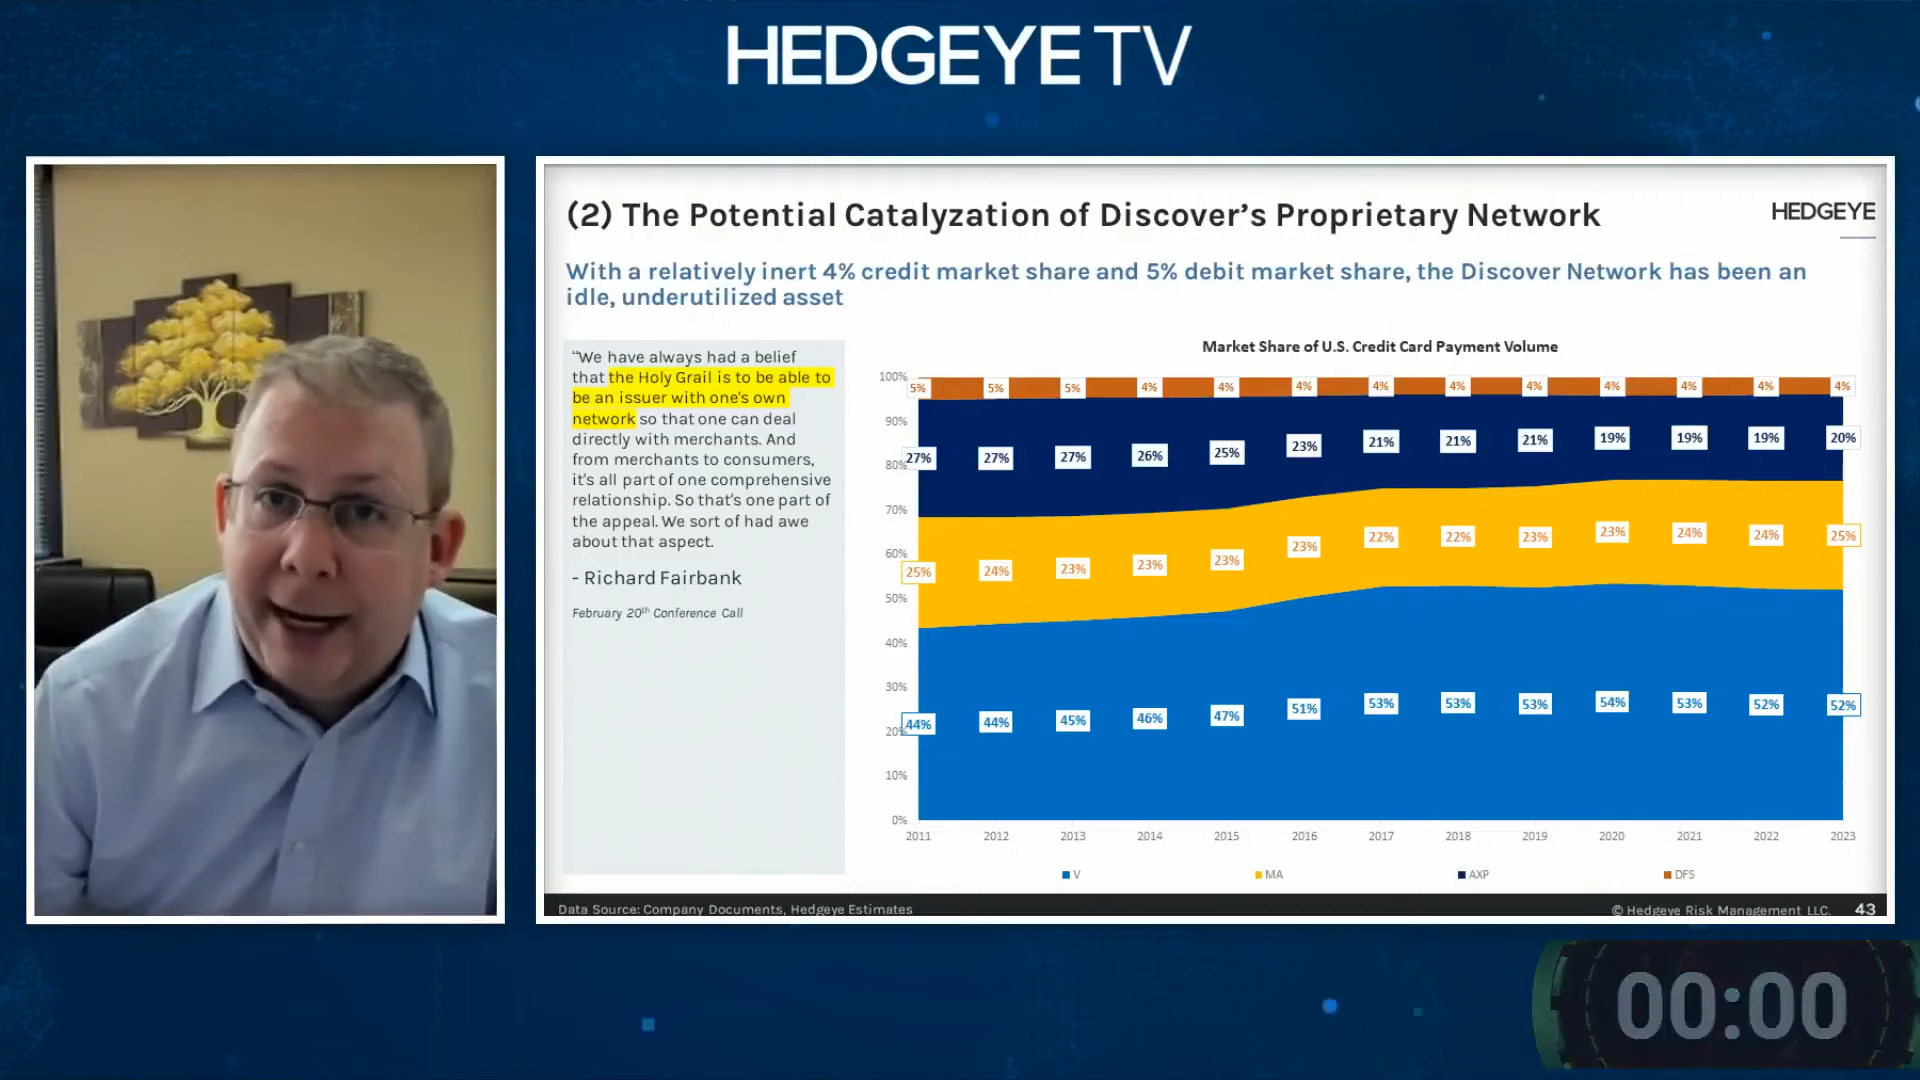 HEDGEYE TV
(2) The Potential Catalyzation of Discover’s Proprietary Network
HEDGEYE
With a relatively inert 4% credit market share and 5% debit market share, the Discover Network has been an
idle, underutilized asset
“We have always had a belief
that the Holy Grail is to be able to
be an issuer with one's own
network so that one can deal
directly with merchants. And
from merchants to consumers,
it's all part of one comprehensive
relationship. So that's one part of
the appeal. We sort of had awe
about that aspect.
- Richard Fairbank
February 20th Conference Call
Market Share of U.S. Credit Card Payment Volume
100%
90%
80%
70%
60%
50%
40%
30%
20%
10%
0%
5% 5% 5% 4% 4% 4% 4% 4% 4% 4% 4% 4% 4%
27% 27% 27% 26% 25% 23% 21% 21% 21% 19% 19% 19% 20%
25% 24% 23% 23% 23% 23% 22% 22% 23% 23% 24% 24% 25%
44% 44% 45% 46% 47% 51% 53% 53% 53% 54% 53% 52% 52%
2011 2012 2013 2014 2015 2016 2017 2018 2019 2020 2021 2022 2023
V MA AXP DFS
Data Source: Company Documents, Hedgeye Estimates
© Hedgeye Risk Management LLC. 43
00:00